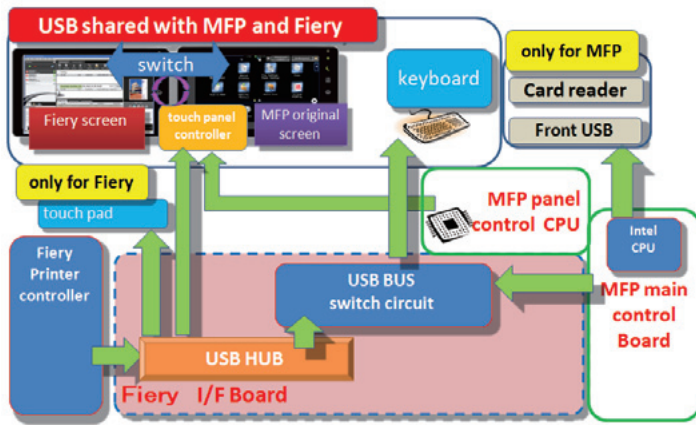 USB shared with MFP and Fiery
switch
Fiery screen
touch panel
controller
MFP original
screen
keyboard
only for MFP
Card reader
Front USB
only for Fiery
touch pad
MFP panel
control CPU
Fiery
Printer
controller
USB BUS
switch circuit
Intel
CPU
MFP main
control
Board
USB HUB
Fiery I/F Board